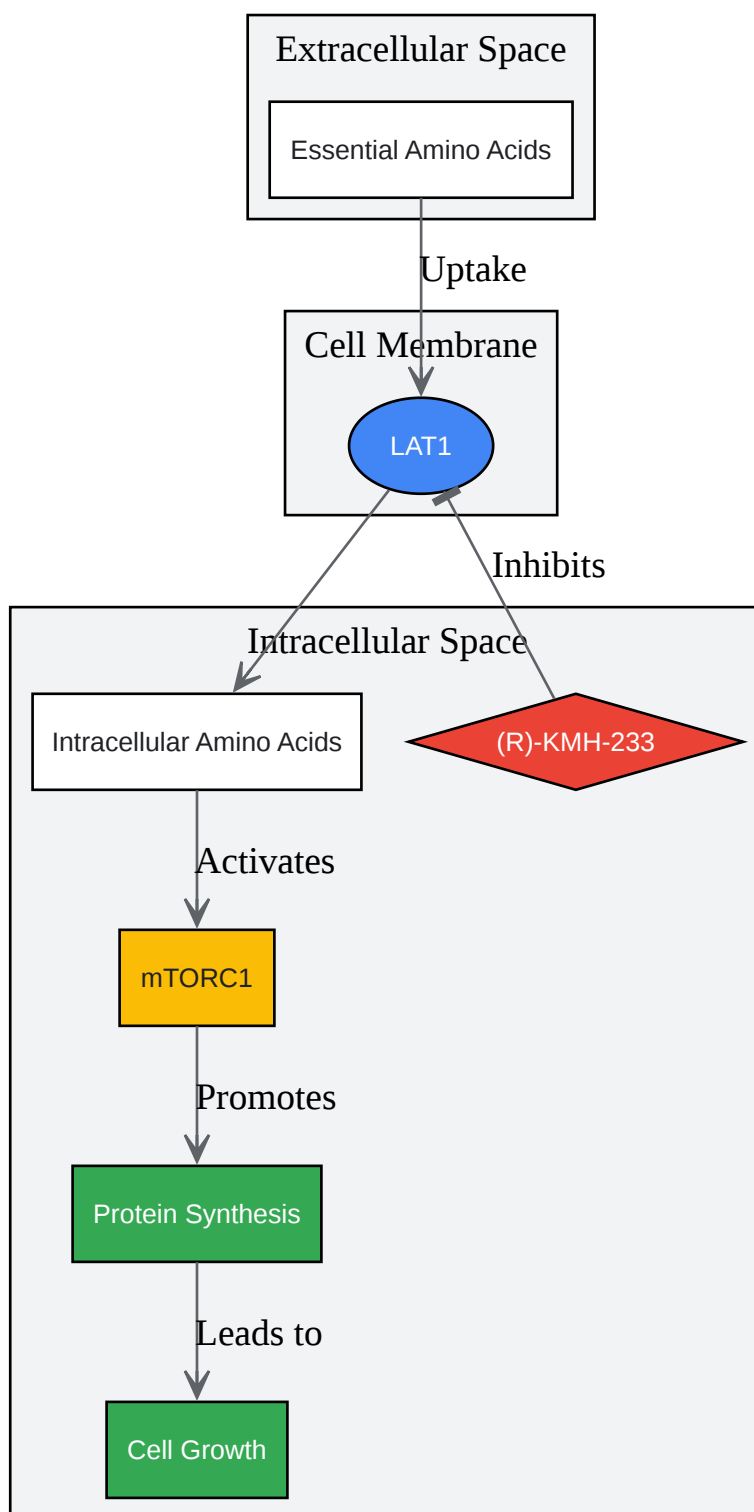 Extracellular Space
Essential Amino Acids
Uptake
Cell Membrane
LAT1
Inhibits
Intracellular Space
Intracellular Amino Acids
(R)-KMH-233
Activates
mTORC1
Promotes
Protein Synthesis
Leads to
Cell Growth